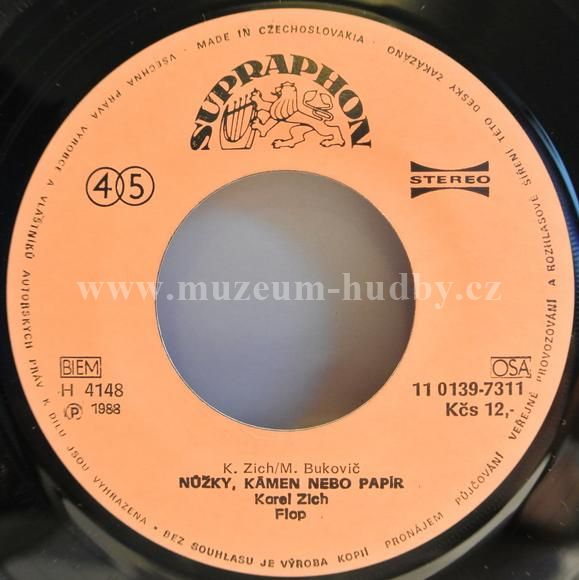 VŠECHNA PRÁVA VÝROBCE A VLASTNÍKŮ AUTORSKÝCH PRÁV K DÍLU JSOU VYHRAZENA • BEZ SOUHLASU JE VÝROBA KOPIÍ PRONÁJEM PŮJČOVÁNÍ VEŘEJNÉ PROVOZOVÁNÍ A ROZHLASOVÉ ŠÍŘENÍ TÉTO DESKY ZAKÁZÁNO
MADE IN CZECHOSLOVAKIA
SUPRAPHON
45
STEREO
www.muzeum-hudby.cz
BIEM
OSA
H 4148
11 0139-7311
Ⓟ 1988
Kčs 12,-
K. Zich/M. Bukovič
NŮŽKY, KÁMEN NEBO PAPÍR
Karel Zich
Flop